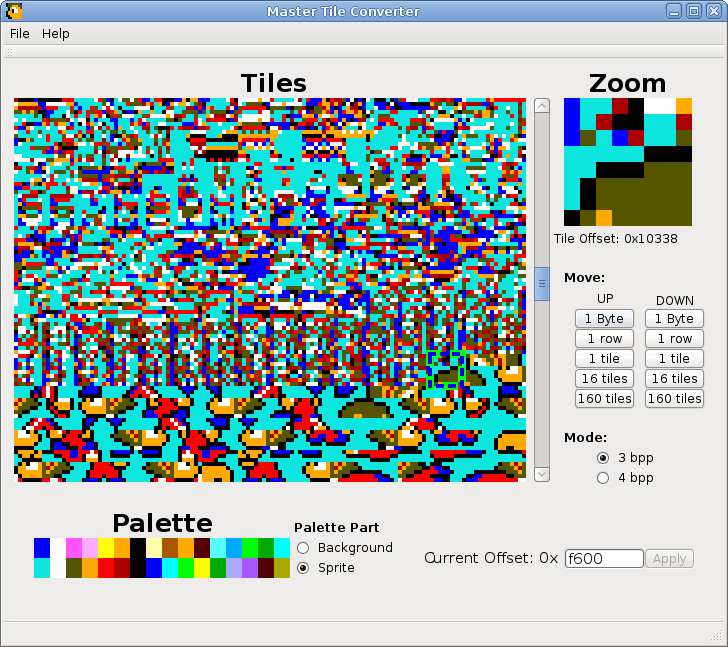 Master Tile Converter
File Help
Tiles
Zoom
Tile Offset: 0x10338
Move:
UP DOWN
1 Byte 1 Byte
1 row 1 row
1 tile 1 tile
16 tiles 16 tiles
160 tiles 160 tiles
Mode:
3 bpp
4 bpp
Palette
Palette Part
Background
Sprite
Current Offset: 0x f600 Apply